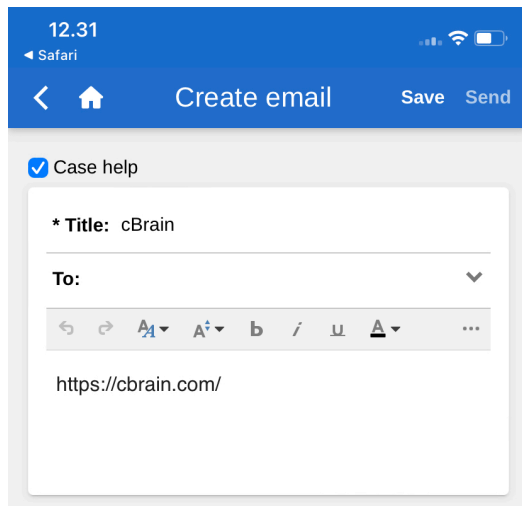 12.31
◀ Safari
Create email Save Send
Case help
* Title: cBrain
To:
b i u A
https://cbrain.com/